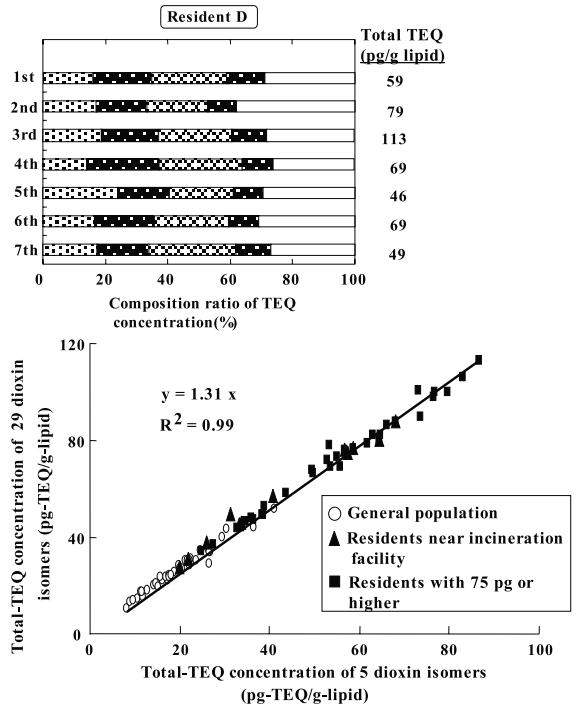 Resident D
Total TEQ
(pg/g lipid)
1st 59
2nd 79
3rd 113
4th 69
5th 46
6th 69
7th 49
0 20 40 60 80 100
Composition ratio of TEQ
concentration(%)
Total-TEQ concentration of 29 dioxin
isomers (pg-TEQ/g-lipid)
120
80
40
0
y = 1.31 x
R2 = 0.99
General population
Residents near incineration
facility
Residents with 75 pg or
higher
0 20 40 60 80 100
Total-TEQ concentration of 5 dioxin isomers
(pg-TEQ/g-lipid)